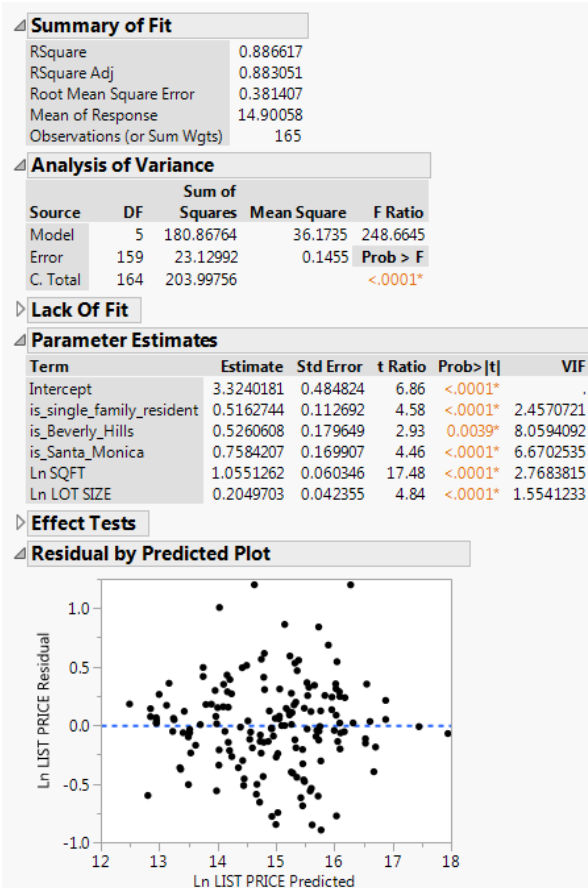 Summary of Fit
RSquare 0.886617
RSquare Adj 0.883051
Root Mean Square Error 0.381407
Mean of Response 14.90058
Observations (or Sum Wgts) 165
Analysis of Variance
Sum of
Source DF Squares Mean Square F Ratio
Model 5 180.86764 36.1735 248.6645
Error 159 23.12992 0.1455 Prob > F
C. Total 164 203.99756 <.0001*
Lack Of Fit
Parameter Estimates
Term Estimate Std Error t Ratio Prob>|t| VIF
Intercept 3.3240181 0.484824 6.86 <.0001* .
is_single_family_resident 0.5162744 0.112692 4.58 <.0001* 2.4570721
is_Beverly_Hills 0.5260608 0.179649 2.93 0.0039* 8.0594092
is_Santa_Monica 0.7584207 0.169907 4.46 <.0001* 6.6702535
Ln SQFT 1.0551262 0.060346 17.48 <.0001* 2.7683815
Ln LOT SIZE 0.2049703 0.042355 4.84 <.0001* 1.5541233
Effect Tests
Residual by Predicted Plot
Ln LIST PRICE Residual
1.0
0.5
0.0
-0.5
-1.0
12 13 14 15 16 17 18
Ln LIST PRICE Predicted